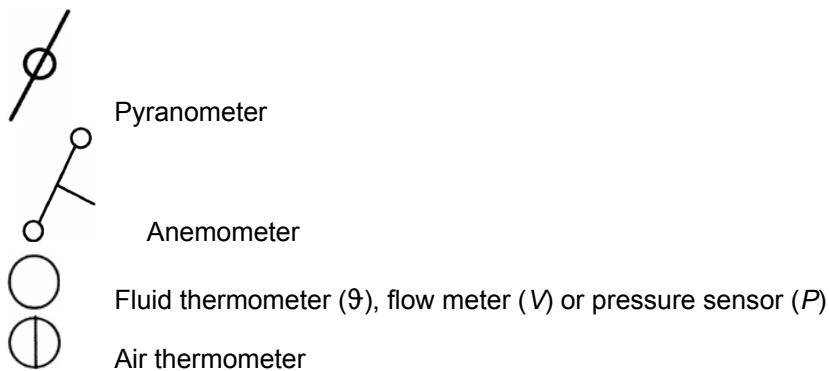 Pyranometer
Anemometer
Fluid thermometer (ϑ), flow meter (V) or pressure sensor (P)
Air thermometer